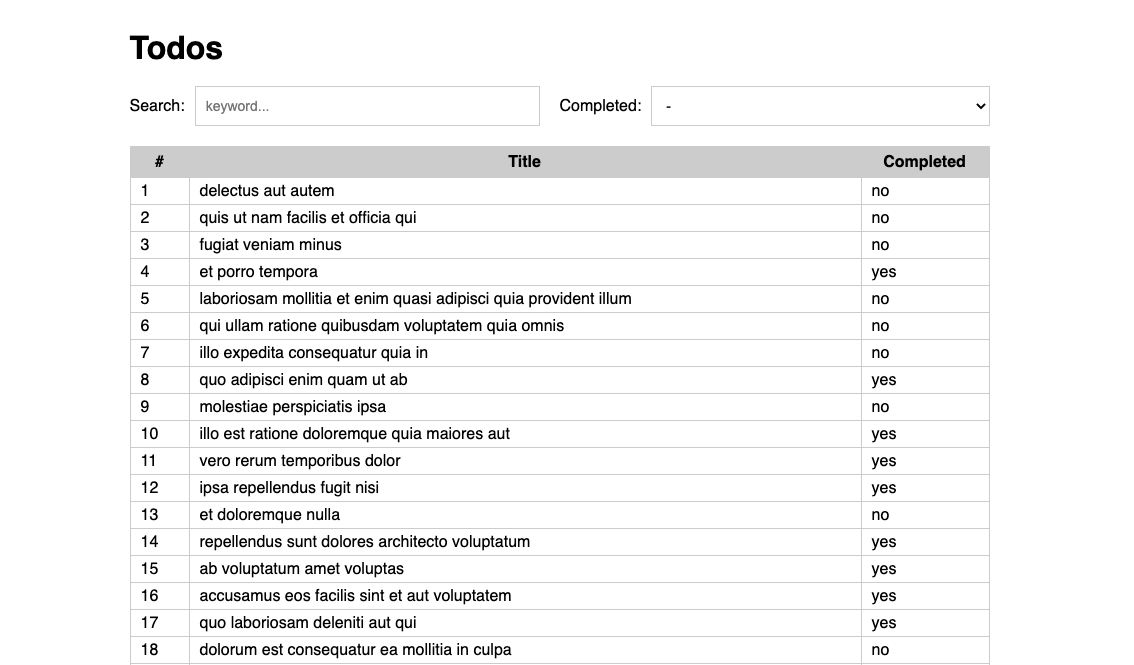 Todos
Search: keyword... Completed: -
# Title Completed
1 delectus aut autem no
2 quis ut nam facilis et officia qui no
3 fugiat veniam minus no
4 et porro tempora yes
5 laboriosam mollitia et enim quasi adipisci quia provident illum no
6 qui ullam ratione quibusdam voluptatem quia omnis no
7 illo expedita consequatur quia in no
8 quo adipisci enim quam ut ab yes
9 molestiae perspiciatis ipsa no
10 illo est ratione doloremque quia maiores aut yes
11 vero rerum temporibus dolor yes
12 ipsa repellendus fugit nisi yes
13 et doloremque nulla no
14 repellendus sunt dolores architecto voluptatum yes
15 ab voluptatum amet voluptas yes
16 accusamus eos facilis sint et aut voluptatem yes
17 quo laboriosam deleniti aut qui yes
18 dolorum est consequatur ea mollitia in culpa no